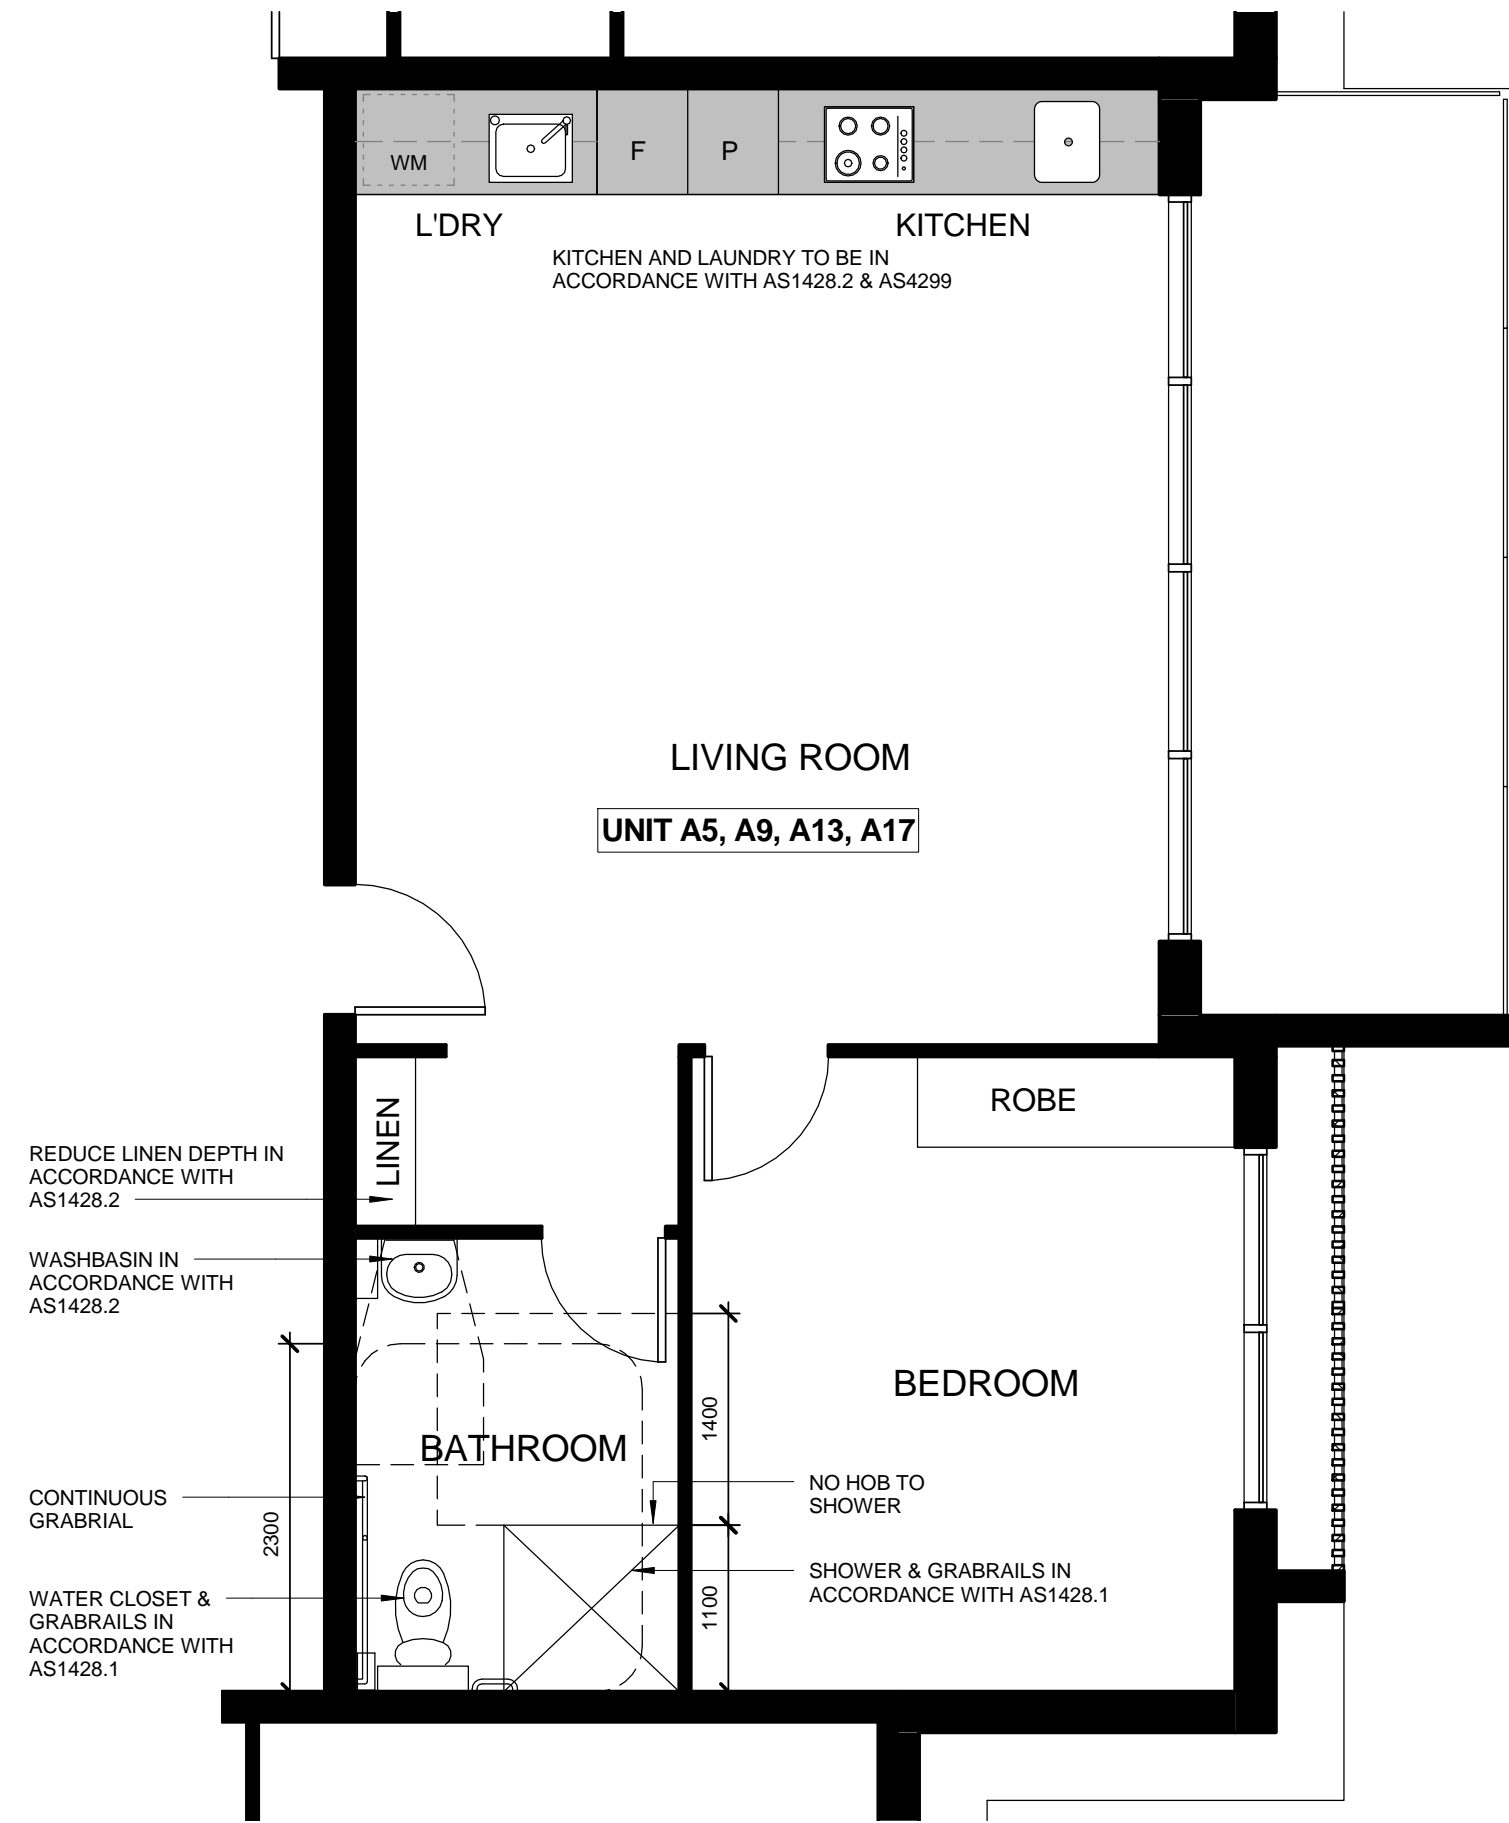 WM
F
P
L'DRY
KITCHEN
KITCHEN AND LAUNDRY TO BE IN
ACCORDANCE WITH AS1428.2 & AS4299
LIVING ROOM
UNIT A5, A9, A13, A17
ROBE
LINEN
REDUCE LINEN DEPTH IN
ACCORDANCE WITH
AS1428.2
WASHBASIN IN
ACCORDANCE WITH
AS1428.2
BEDROOM
1400
BATHROOM
NO HOB TO
SHOWER
CONTINUOUS
GRABRIAL
2300
SHOWER & GRABRAILS IN
ACCORDANCE WITH AS1428.1
1100
WATER CLOSET &
GRABRAILS IN
ACCORDANCE WITH
AS1428.1